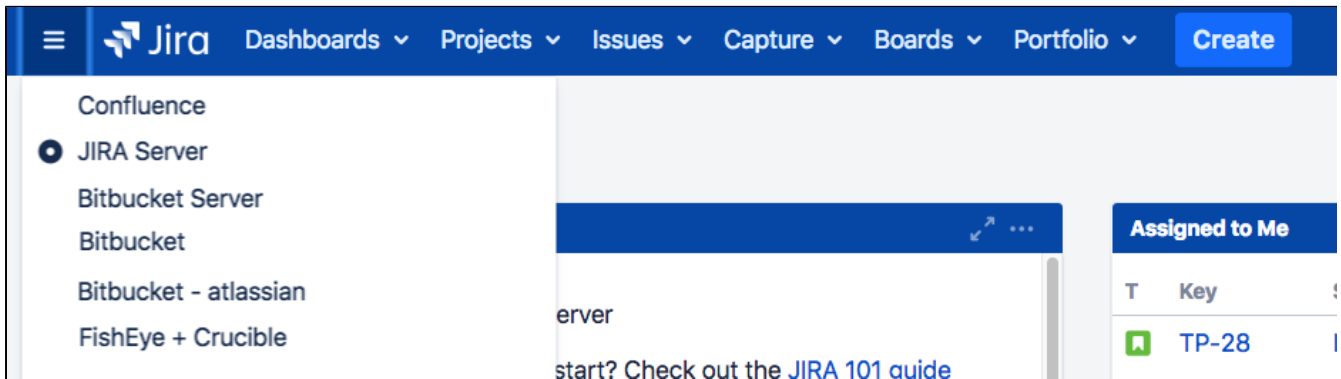 Jira Dashboards Projects Issues Capture Boards Portfolio Create
Confluence
JIRA Server
Bitbucket Server
Bitbucket
Bitbucket - atlassian
FishEye + Crucible
erver
start? Check out the JIRA 101 guide
Assigned to Me
T Key
TP-28